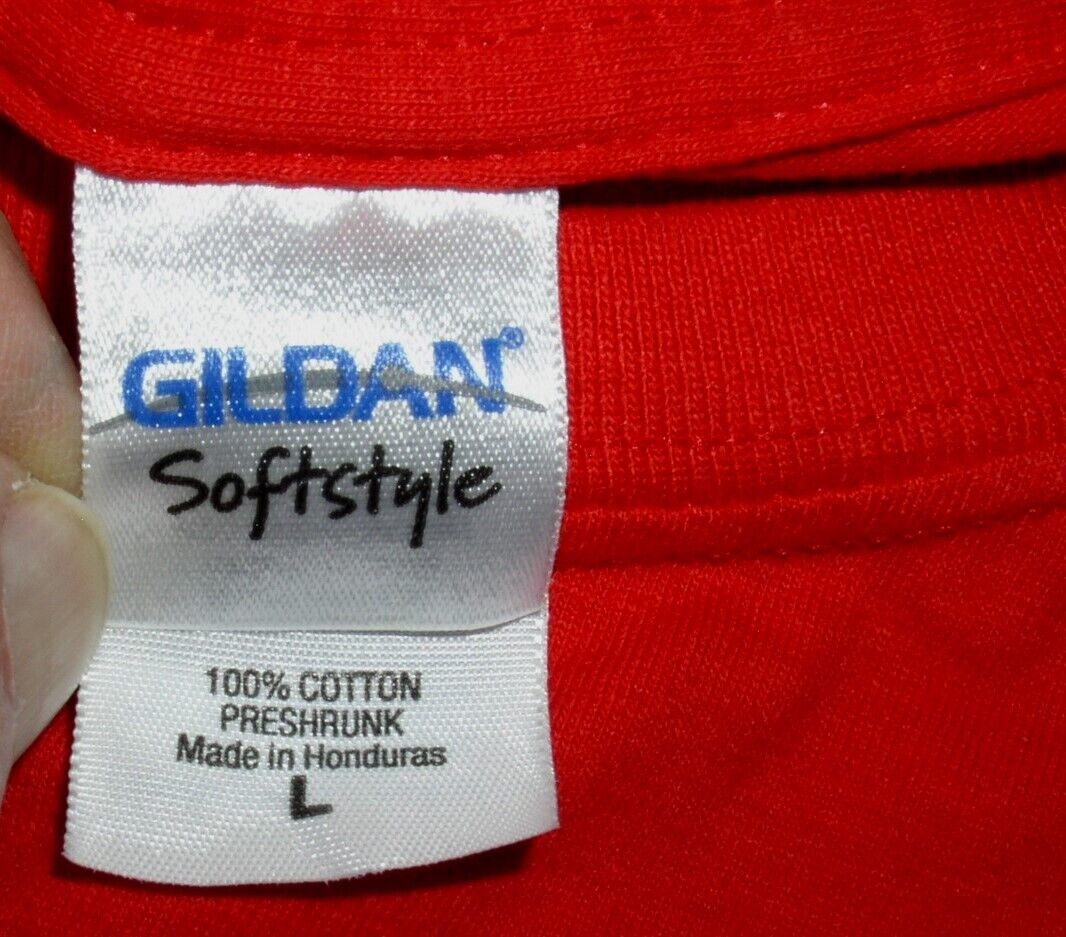 GILDAN®
Softstyle
100% COTTON
PRESHRUNK
Made in Honduras
L